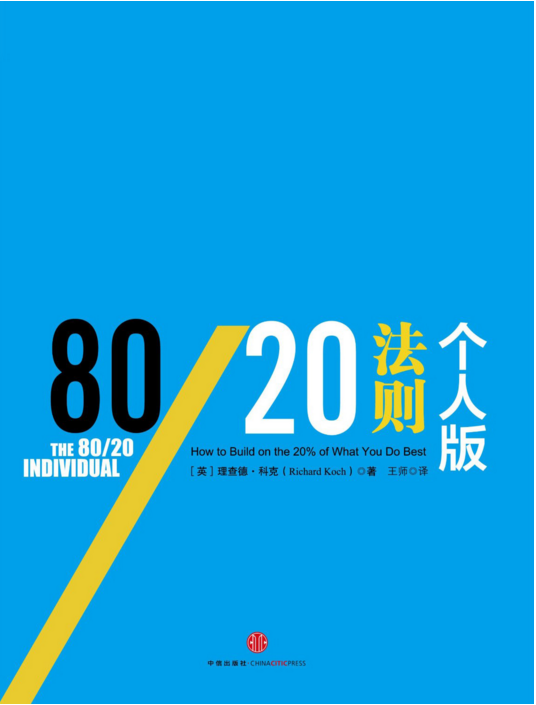 80/20
法则
个人版
THE 80/20
INDIVIDUAL
How to Build on the 20% of What You Do Best
[英]理查德·科克(Richard Koch)◎著 王师◎译
中信出版社·CHINACITICPRESS